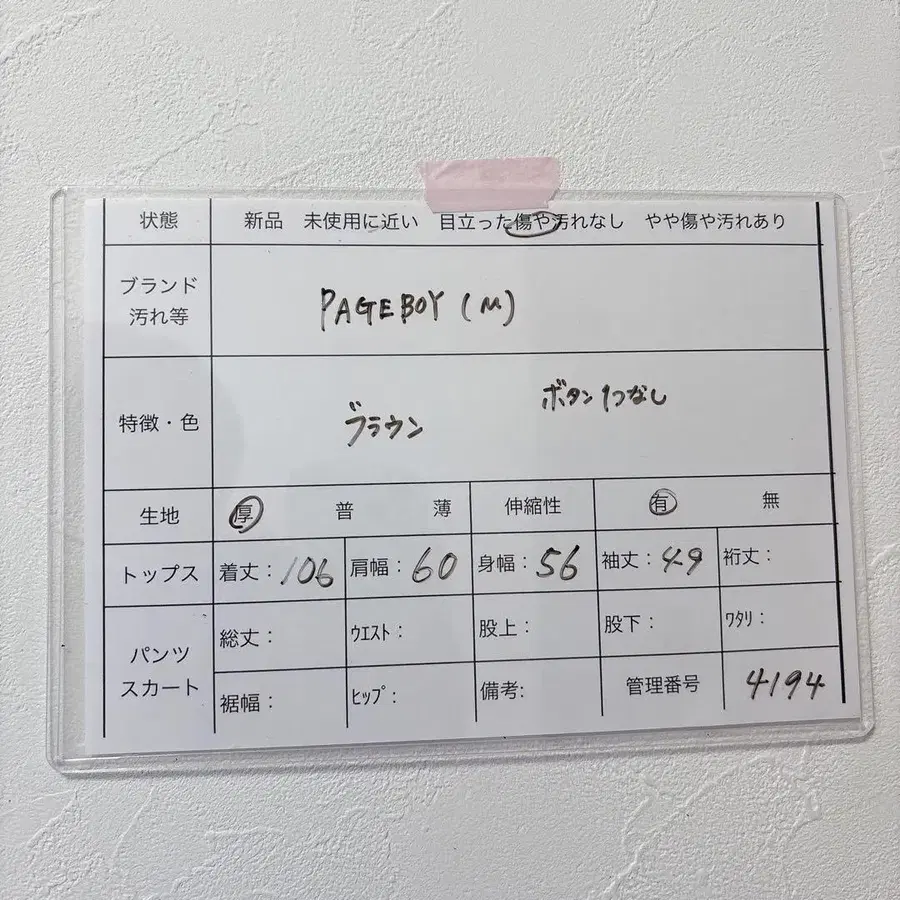 状態 新品 未使用に近い 目立った傷や汚れなし やや傷や汚れあり
ブランド
汚れ等
PAGEBOY (M)
特徴・色
ブラウン
ボタン1つなし
生地 厚 普 薄 伸縮性 有 無
トップス 着丈：106 肩幅：60 身幅：56 袖丈：49 裄丈：
パンツ
スカート
総丈： ｳｴｽﾄ： 股上： 股下： ﾜﾀﾘ：
裾幅： ﾋｯﾌﾟ： 備考: 管理番号 4194